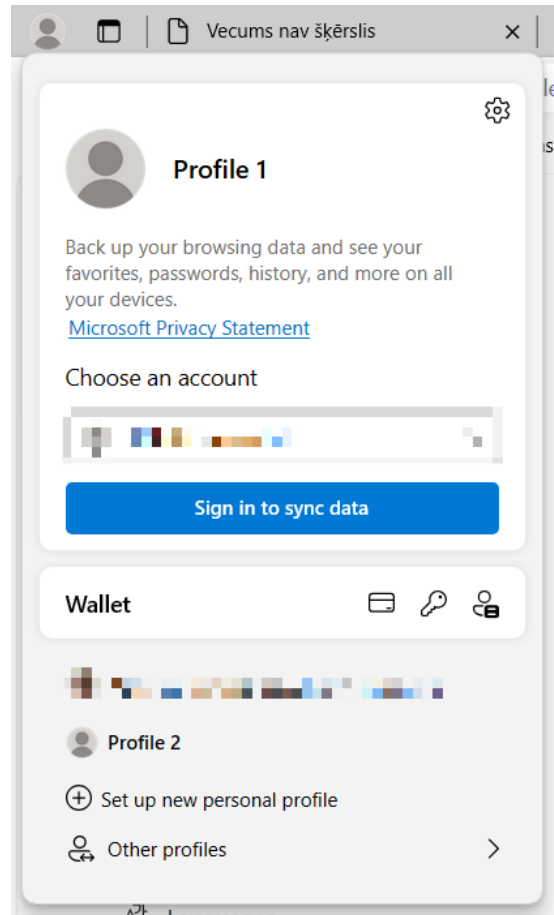 Vecums nav šķērslis
Profile 1
Back up your browsing data and see your
favorites, passwords, history, and more on all
your devices.
Microsoft Privacy Statement
Choose an account
Sign in to sync data
Wallet
Profile 2
Set up new personal profile
Other profiles